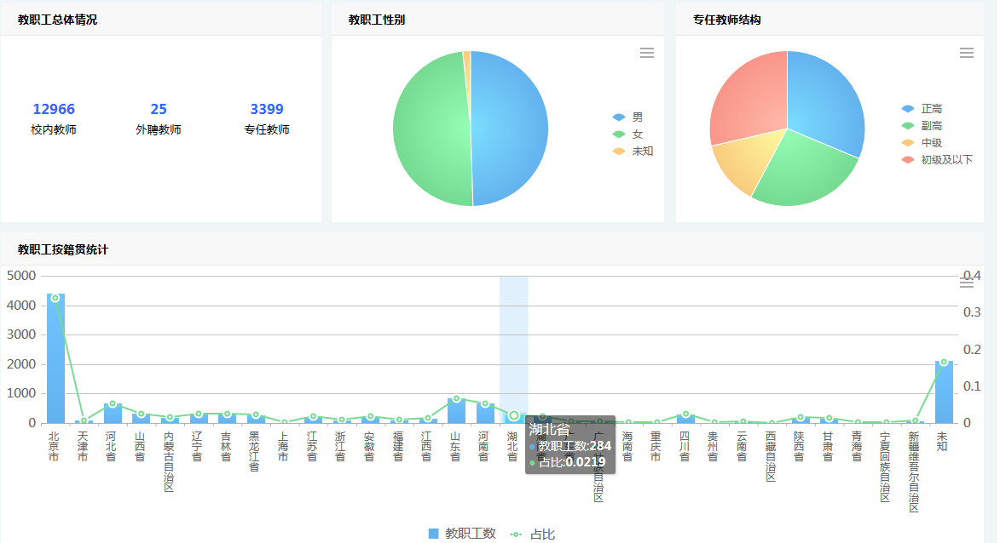 教职工总体情况
12966
校内教师
25
外聘教师
3399
专任教师
教职工性别
男
女
未知
专任教师结构
正高
副高
中级
初级及以下
教职工按籍贯统计
5000
4000
3000
2000
1000
0
0.4
0.3
0.2
0.1
0
北京市
天津市
河北省
山西省
内蒙古自治区
辽宁省
吉林省
黑龙江省
上海市
江苏省
浙江省
安徽省
福建省
江西省
山东省
河南省
湖北省
海南省
重庆市
四川省
贵州省
云南省
西藏自治区
陕西省
甘肃省
青海省
宁夏回族自治区
新疆维吾尔自治区
未知
湖北省
教职工数:284
占比:0.0219
教职工数
占比